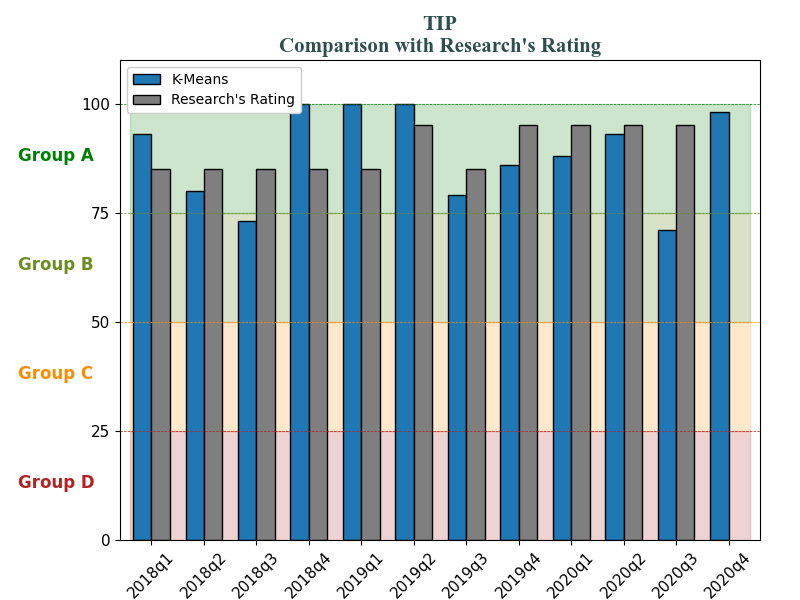 TIP
Comparison with Research's Rating
K-Means
Research's Rating
100
Group A
75
Group B
50
Group C
25
Group D
0
2018q1
2018q2
2018q3
2018q4
2019q1
2019q2
2019q3
2019q4
2020q1
2020q2
2020q3
2020q4